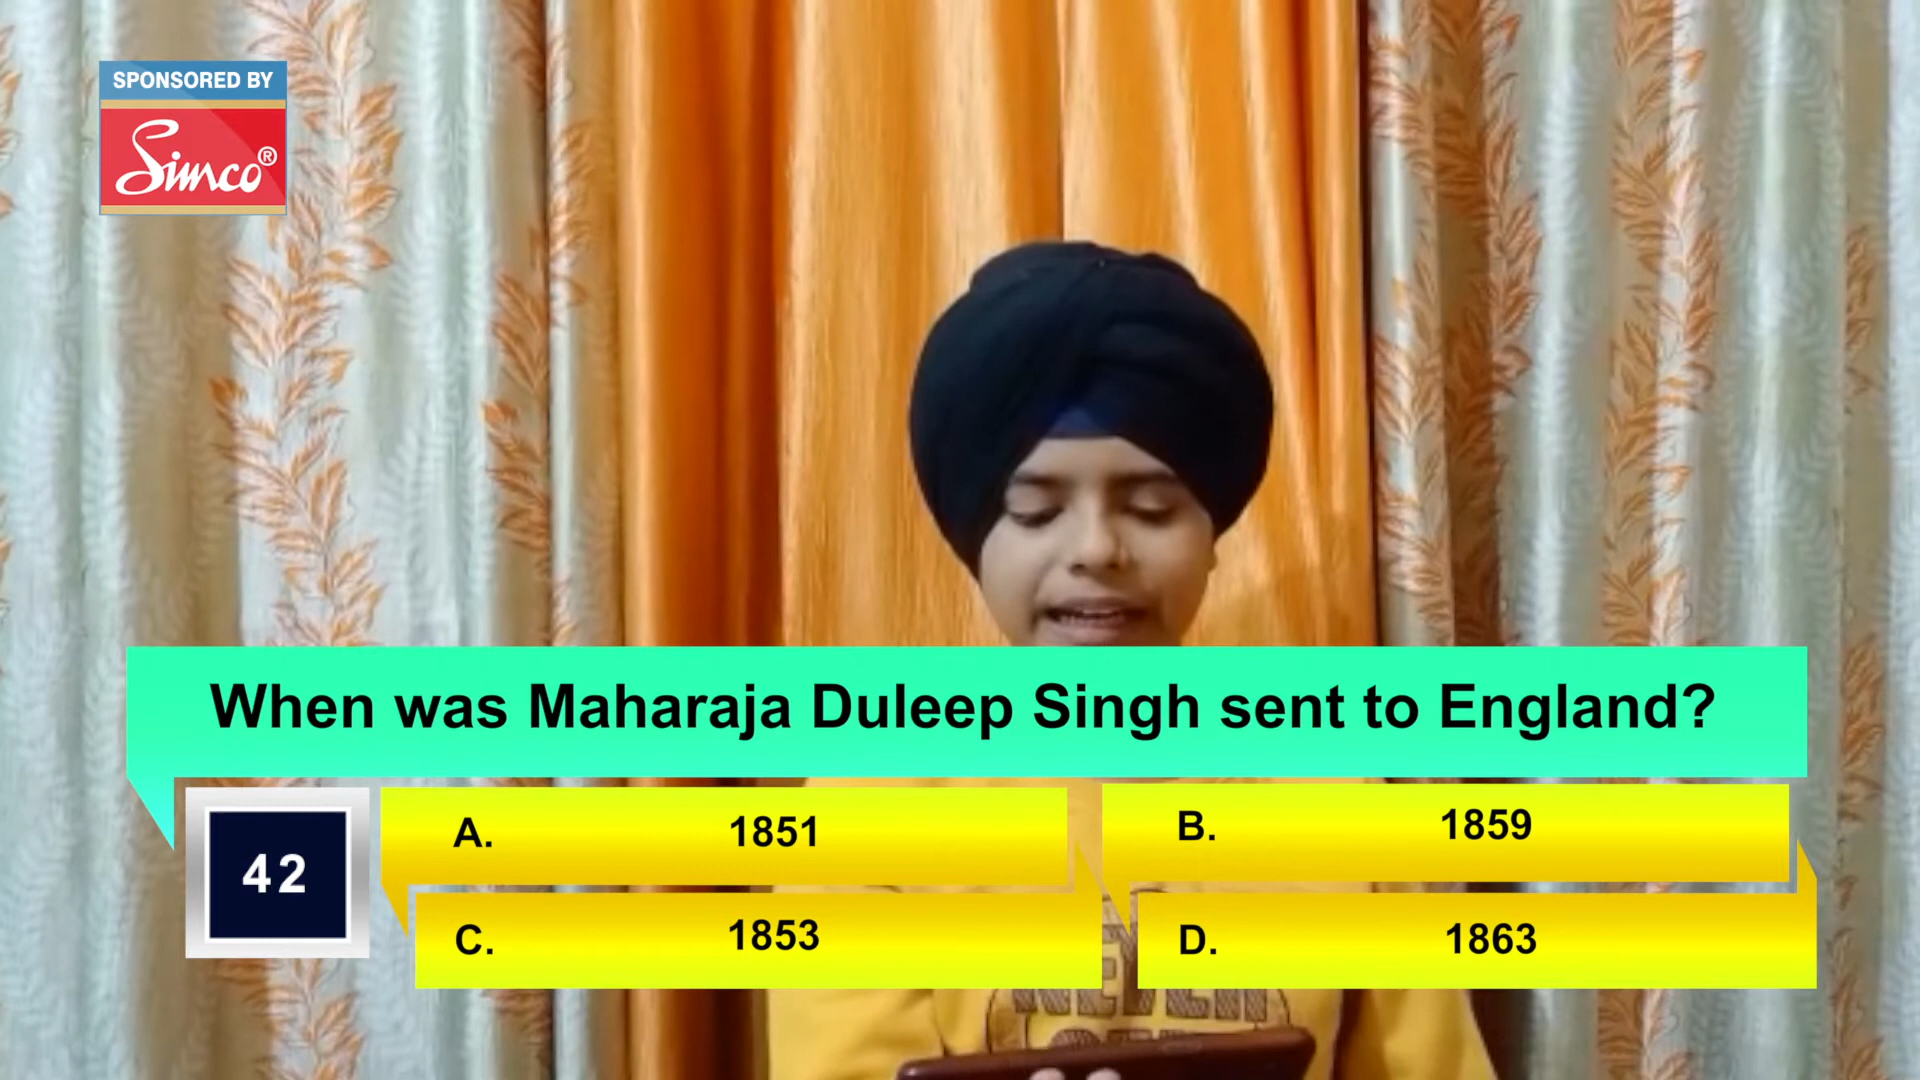 SPONSORED BY
Simco®
When was Maharaja Duleep Singh sent to England?
42
A. 1851
B. 1859
C. 1853
D. 1863